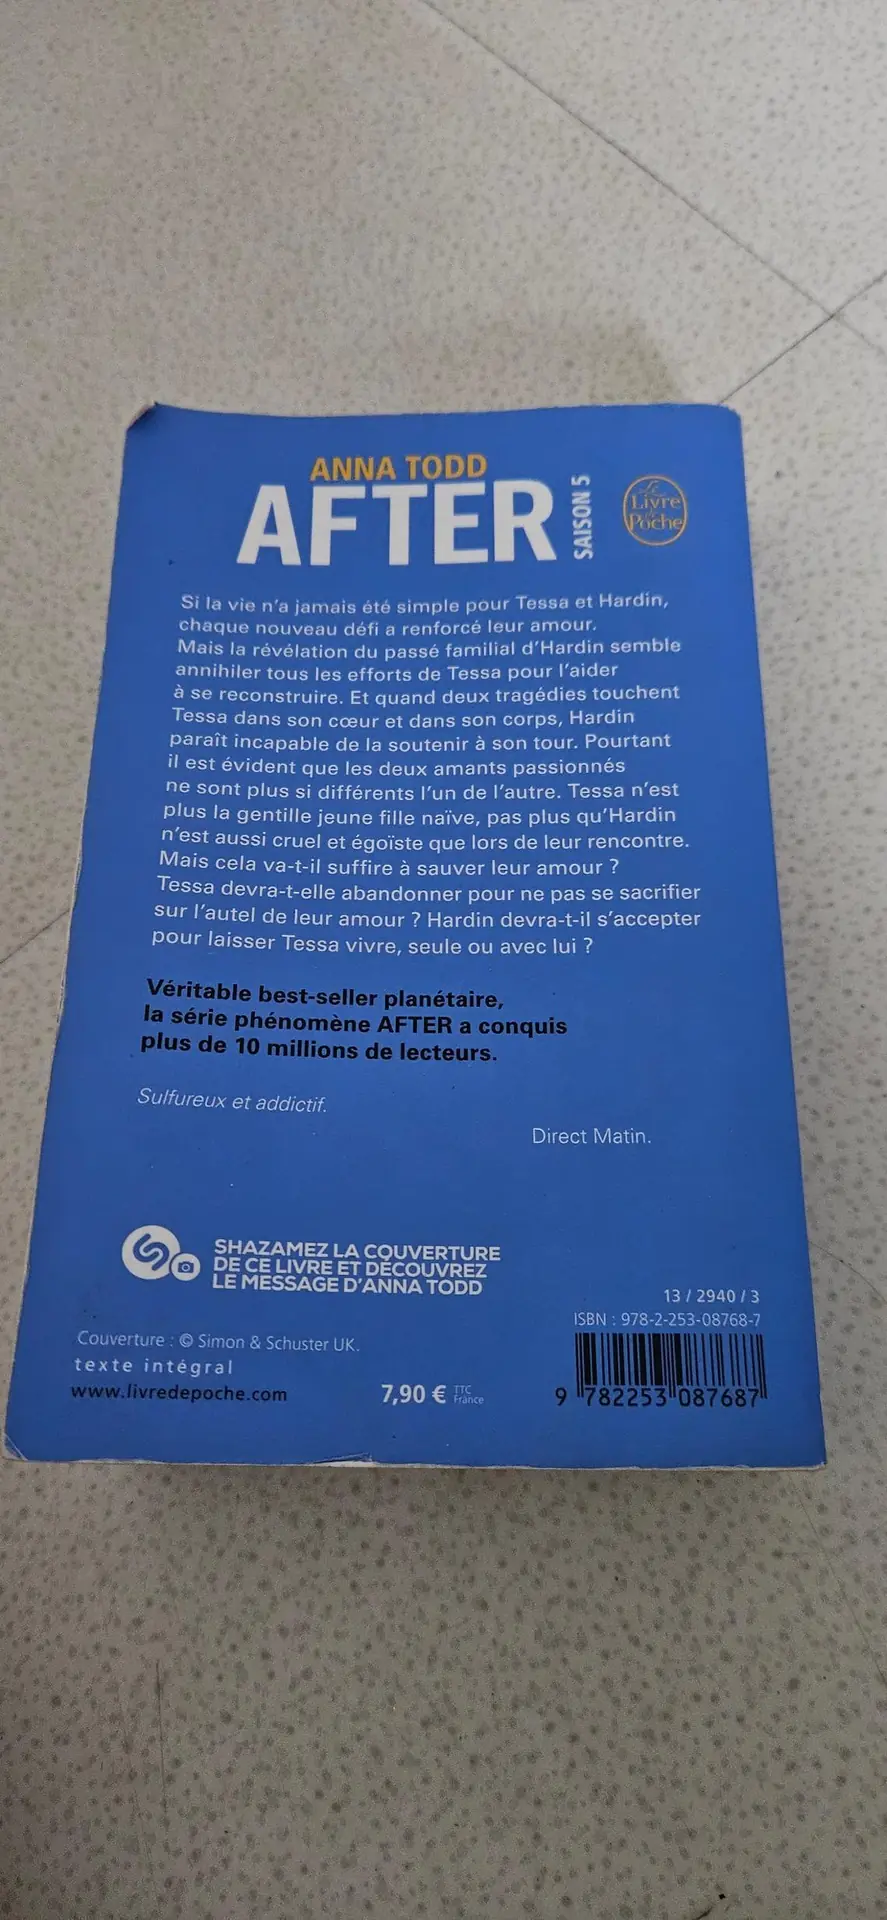 ANNA TODD
AFTER
SAISON 5
Le
Livre
de
Poche
Si la vie n'a jamais été simple pour Tessa et Hardin,
chaque nouveau défi a renforcé leur amour.
Mais la révélation du passé familial d'Hardin semble
annihiler tous les efforts de Tessa pour l'aider
à se reconstruire. Et quand deux tragédies touchent
Tessa dans son cœur et dans son corps, Hardin
paraît incapable de la soutenir à son tour. Pourtant
il est évident que les deux amants passionnés
ne sont plus si différents l'un de l'autre. Tessa n'est
plus la gentille jeune fille naïve, pas plus qu'Hardin
n'est aussi cruel et égoïste que lors de leur rencontre.
Mais cela va-t-il suffire à sauver leur amour ?
Tessa devra-t-elle abandonner pour ne pas se sacrifier
sur l'autel de leur amour ? Hardin devra-t-il s'accepter
pour laisser Tessa vivre, seule ou avec lui ?
Véritable best-seller planétaire,
la série phénomène AFTER a conquis
plus de 10 millions de lecteurs.
Sulfureux et addictif.
Direct Matin.
SHAZAMEZ LA COUVERTURE
DE CE LIVRE ET DÉCOUVREZ
LE MESSAGE D'ANNA TODD
13 / 2940 / 3
ISBN : 978-2-253-08768-7
Couverture : © Simon & Schuster UK.
texte intégral
www.livredepoche.com
7,90 € TTC France
9 782253 087687